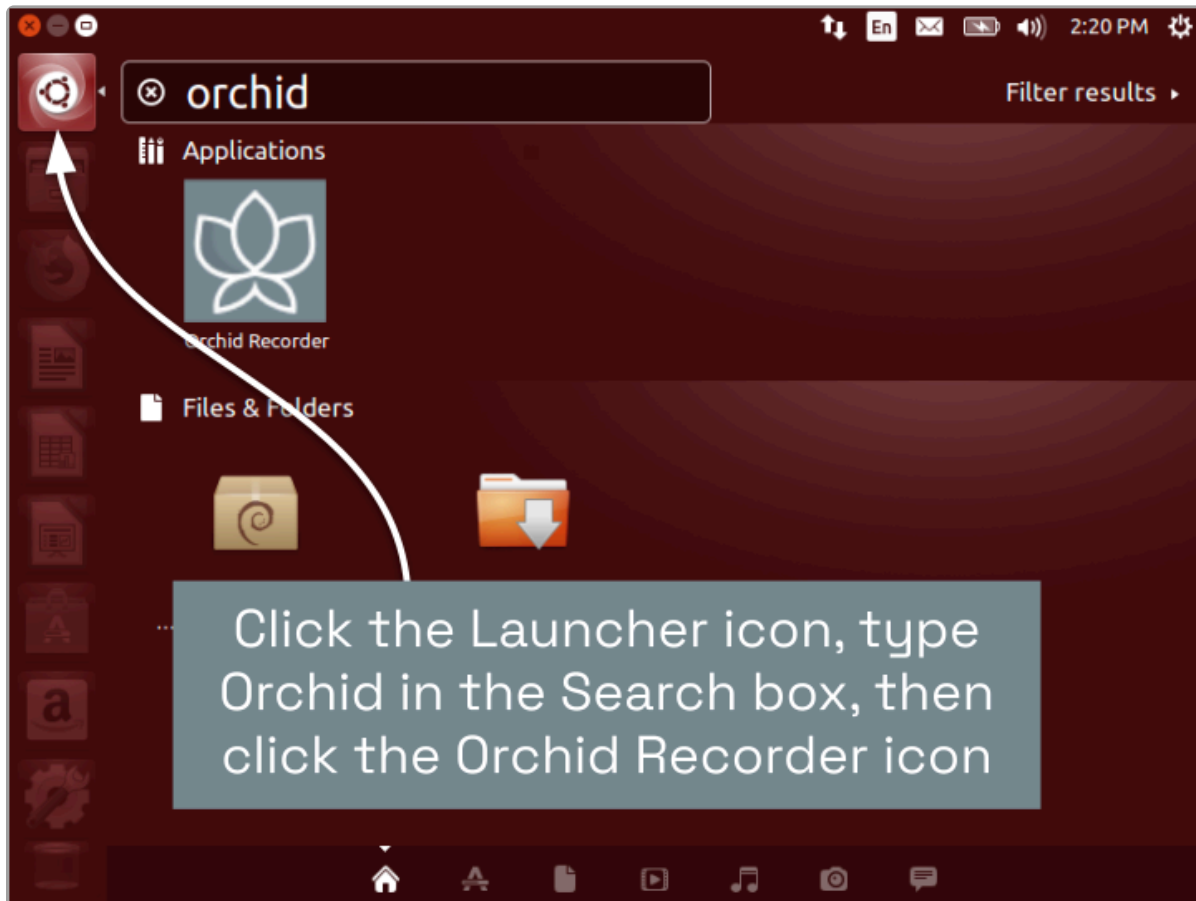 En
2:20 PM
orchid
Filter results
Applications
Orchid Recorder
Files & Folders
...
Click the Launcher icon, type
Orchid in the Search box, then
click the Orchid Recorder icon
a